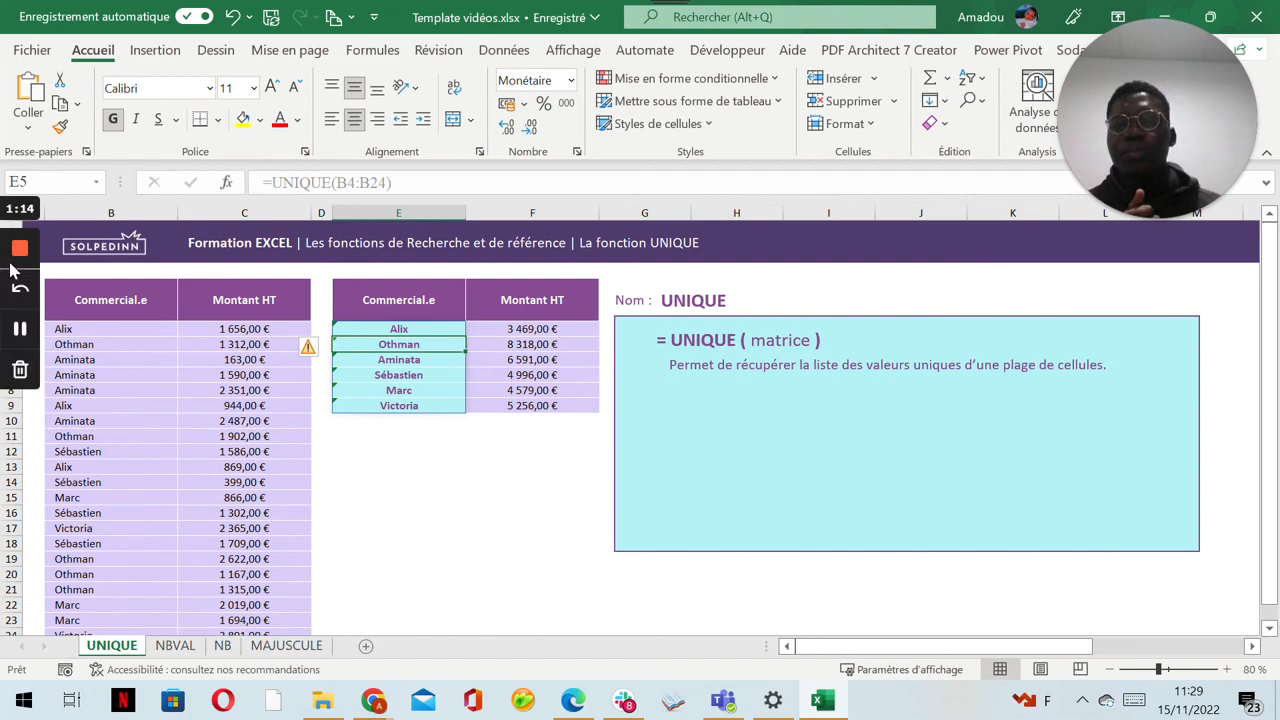 Enregistrement automatique
Template vidéos.xlsx • Enregistré
Rechercher (Alt+Q)
Amadou
Fichier Accueil Insertion Dessin Mise en page Formules Révision Données Affichage Automate Développeur Aide PDF Architect 7 Creator Power Pivot
Coller
Calibri 11
G I S
Monétaire
% 000
Mise en forme conditionnelle
Mettre sous forme de tableau
Styles de cellules
Insérer
Supprimer
Format
Analyse de données
Presse-papiers Police Alignement Nombre Styles Cellules Édition Analysis
E5 fx =UNIQUE(B4:B24)
1:14
B C D E F G H I J K L M
SOLPEDINN
Formation EXCEL | Les fonctions de Recherche et de référence | La fonction UNIQUE
Commercial.e Montant HT Commercial.e Montant HT
Nom : UNIQUE
Alix 1 656,00 € Alix 3 469,00 €
Othman 1 312,00 € Othman 8 318,00 €
= UNIQUE ( matrice )
Aminata 163,00 € Aminata 6 591,00 €
Permet de récupérer la liste des valeurs uniques d’une plage de cellules.
Aminata 1 590,00 € Sébastien 4 996,00 €
8 Aminata 2 351,00 € Marc 4 579,00 €
9 Alix 944,00 € Victoria 5 256,00 €
10 Aminata 2 487,00 €
11 Othman 1 902,00 €
12 Sébastien 1 586,00 €
13 Alix 869,00 €
14 Sébastien 399,00 €
15 Marc 866,00 €
16 Sébastien 1 302,00 €
17 Victoria 2 365,00 €
18 Sébastien 1 709,00 €
19 Othman 2 622,00 €
20 Othman 1 167,00 €
21 Othman 1 315,00 €
22 Marc 2 019,00 €
23 Marc 1 694,00 €
24 Victoria 2 891,00 €
UNIQUE NBVAL NB MAJUSCULE
Prêt
Accessibilité : consultez nos recommandations
Paramètres d'affichage
80 %
8
F
11:29
15/11/2022
23